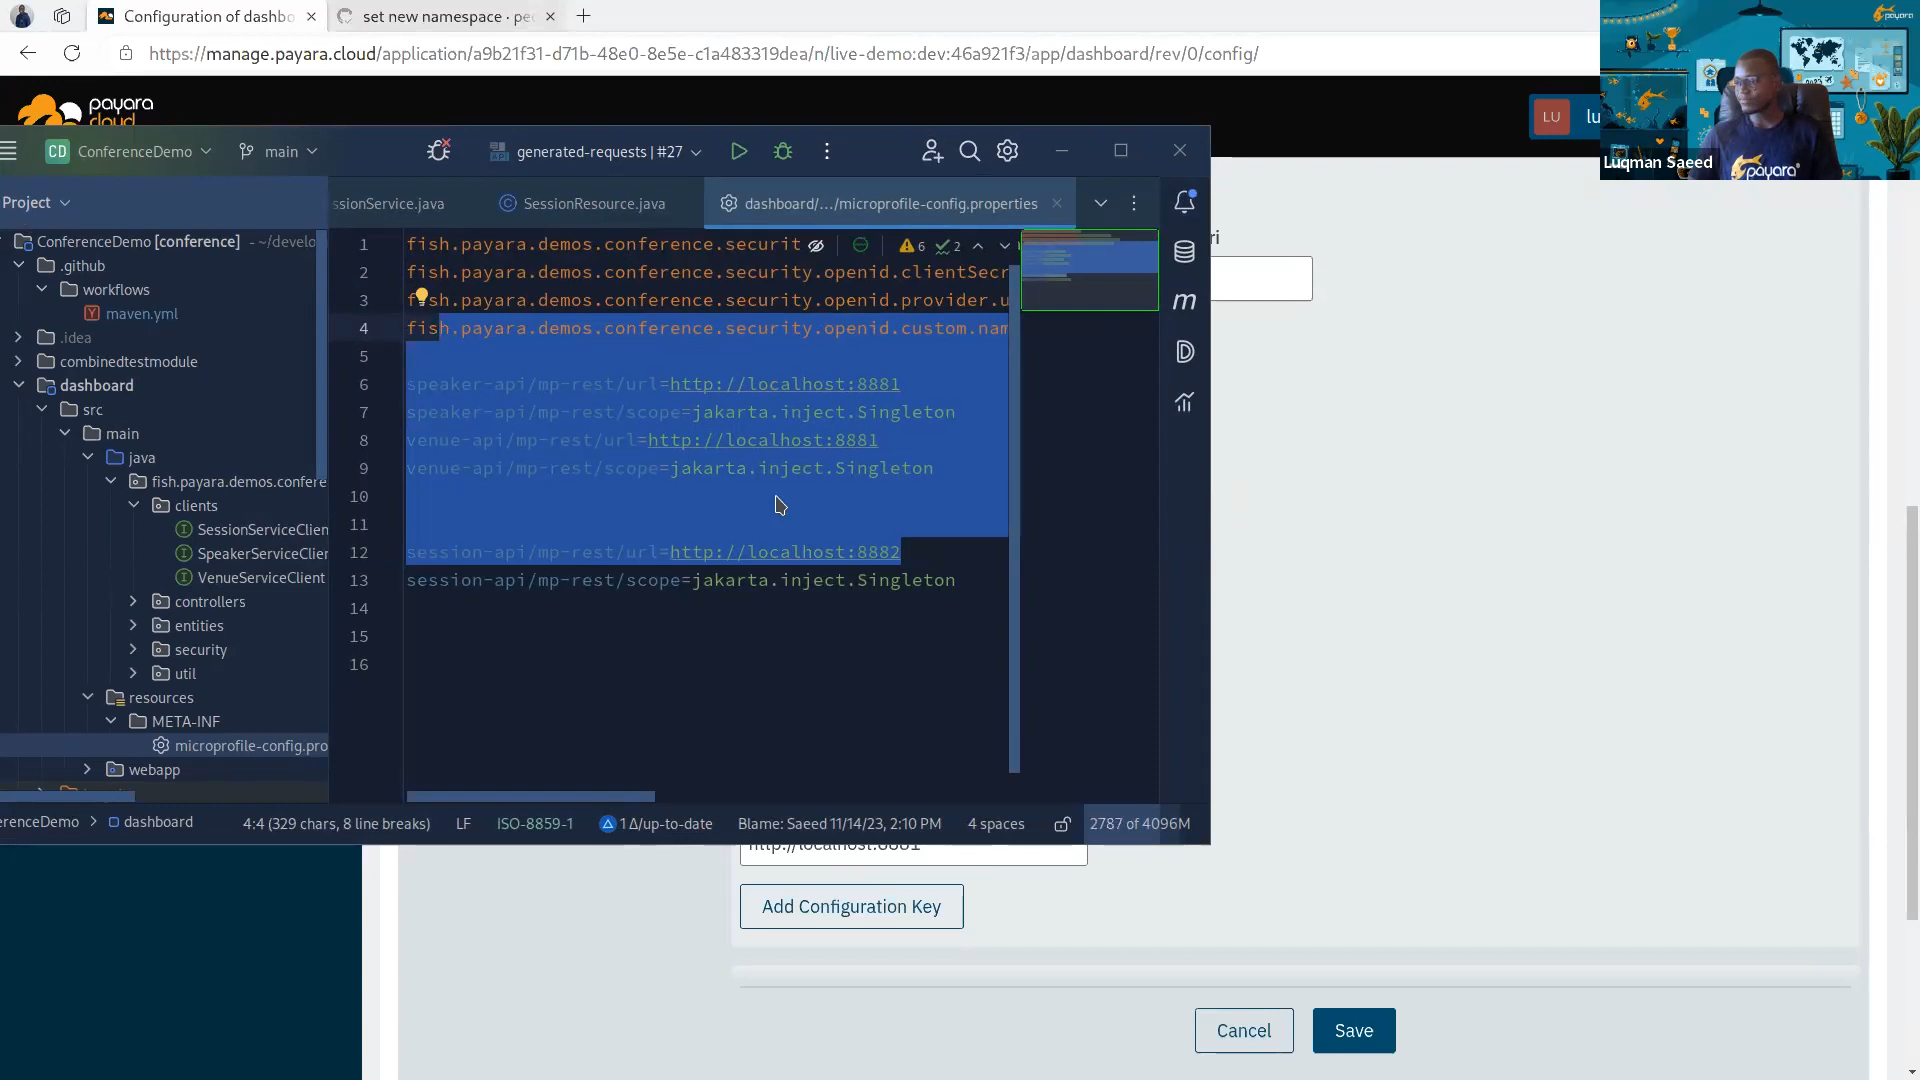 Configuration of dashbo
set new namespace · pe
https://manage.payara.cloud/application/a9b21f31-d71b-48e0-8e5e-c1a483319dea/n/live-demo:dev:46a921f3/app/dashboard/rev/0/config/
payara
cloud
payara
LU
lu
Luqman Saeed
payara
CD
ConferenceDemo
main
generated-requests | #27
Project
ssionService.java
SessionResource.java
dashboard/.../microprofile-config.properties
ConferenceDemo [conference] - ~/develo
.github
workflows
maven.yml
.idea
combinedtestmodule
dashboard
src
main
java
fish.payara.demos.confere
clients
SessionServiceClien
SpeakerServiceClier
VenueServiceClient
controllers
entities
security
util
resources
META-INF
microprofile-config.pro
webapp
1 fish.payara.demos.conference.securit
6 2
2 fish.payara.demos.conference.security.openid.clientSecr
3 fish.payara.demos.conference.security.openid.provider.u
4 fish.payara.demos.conference.security.openid.custom.nam
5
6 speaker-api/mp-rest/url=http://localhost:8881
7 speaker-api/mp-rest/scope=jakarta.inject.Singleton
8 venue-api/mp-rest/url=http://localhost:8881
9 venue-api/mp-rest/scope=jakarta.inject.Singleton
10
11
12 session-api/mp-rest/url=http://localhost:8882
13 session-api/mp-rest/scope=jakarta.inject.Singleton
14
15
16
m
D
ri
erenceDemo
dashboard
4:4 (329 chars, 8 line breaks)
LF
ISO-8859-1
1 Δ/up-to-date
Blame: Saeed 11/14/23, 2:10 PM
4 spaces
2787 of 4096M
http://localhost:8881
Add Configuration Key
Cancel
Save